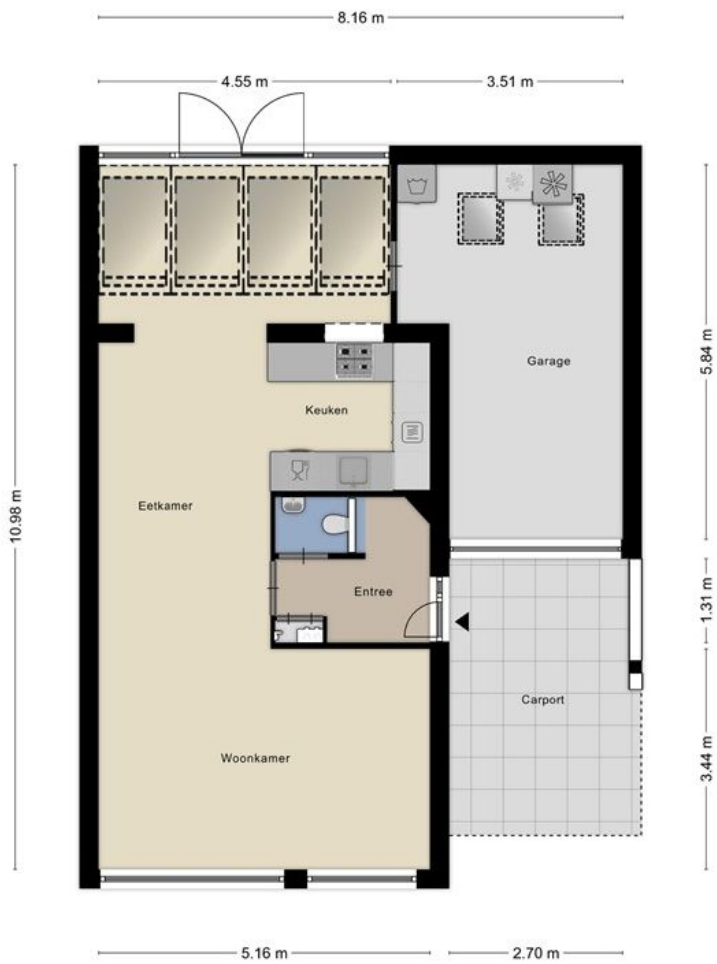 8.16 m
4.55 m
3.51 m
Garage
5.84 m
Keuken
10.98 m
Eetkamer
Entree
1.31 m
Carport
3.44 m
Woonkamer
5.16 m
2.70 m